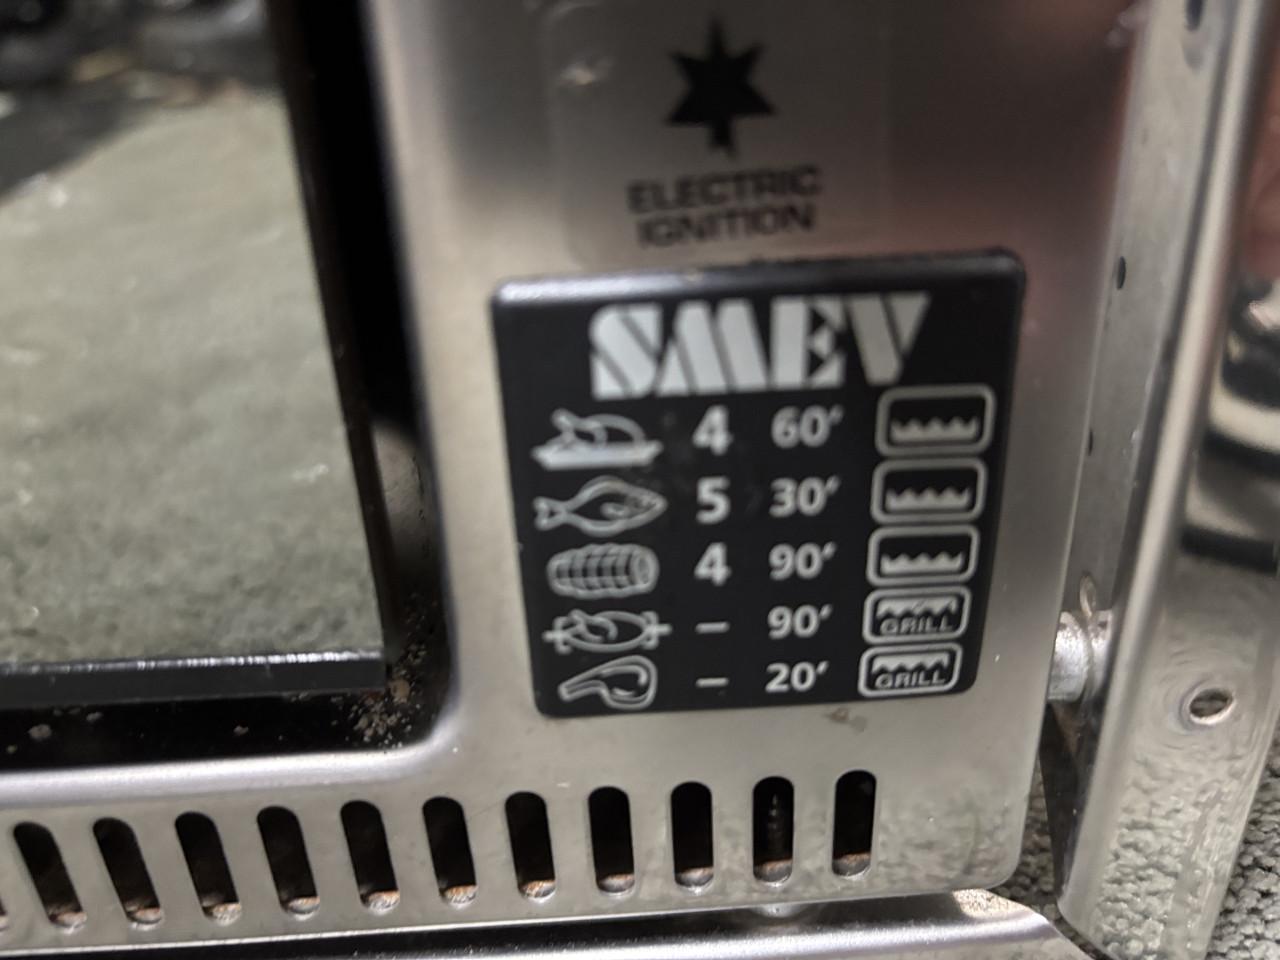 ELECTRIC
IGNITION
SMEV
4 60′
5 30′
4 90′
– 90′ GRILL
– 20′ GRILL